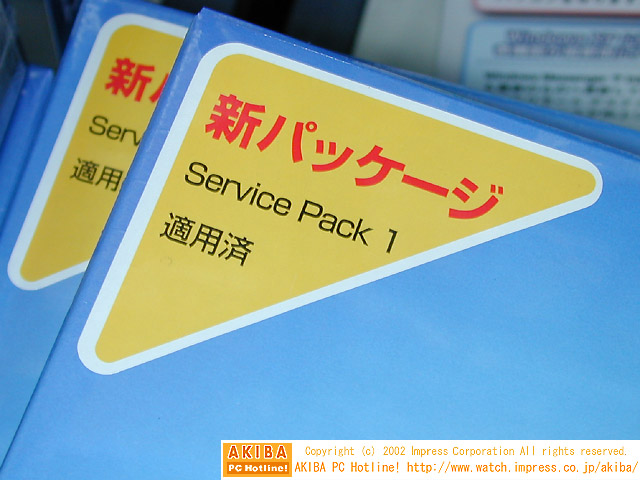 新パッケージ
Service Pack 1
適用済
新パ
Serv
適用
AKIBA
PC Hotline!
Copyright (c) 2002 Impress Corporation All rights reserved.
AKIBA PC Hotline! http://www.watch.impress.co.jp/akiba/